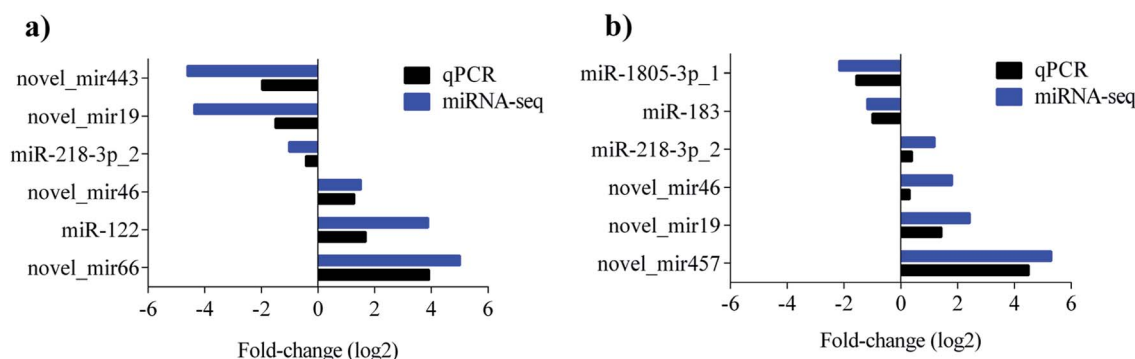 a)
novel_mir443
novel_mir19
miR-218-3p_2
novel_mir46
miR-122
novel_mir66
qPCR
miRNA-seq
-6 -4 -2 0 2 4 6
Fold-change (log2)
b)
miR-1805-3p_1
miR-183
miR-218-3p_2
novel_mir46
novel_mir19
novel_mir457
qPCR
miRNA-seq
-6 -4 -2 0 2 4 6
Fold-change (log2)